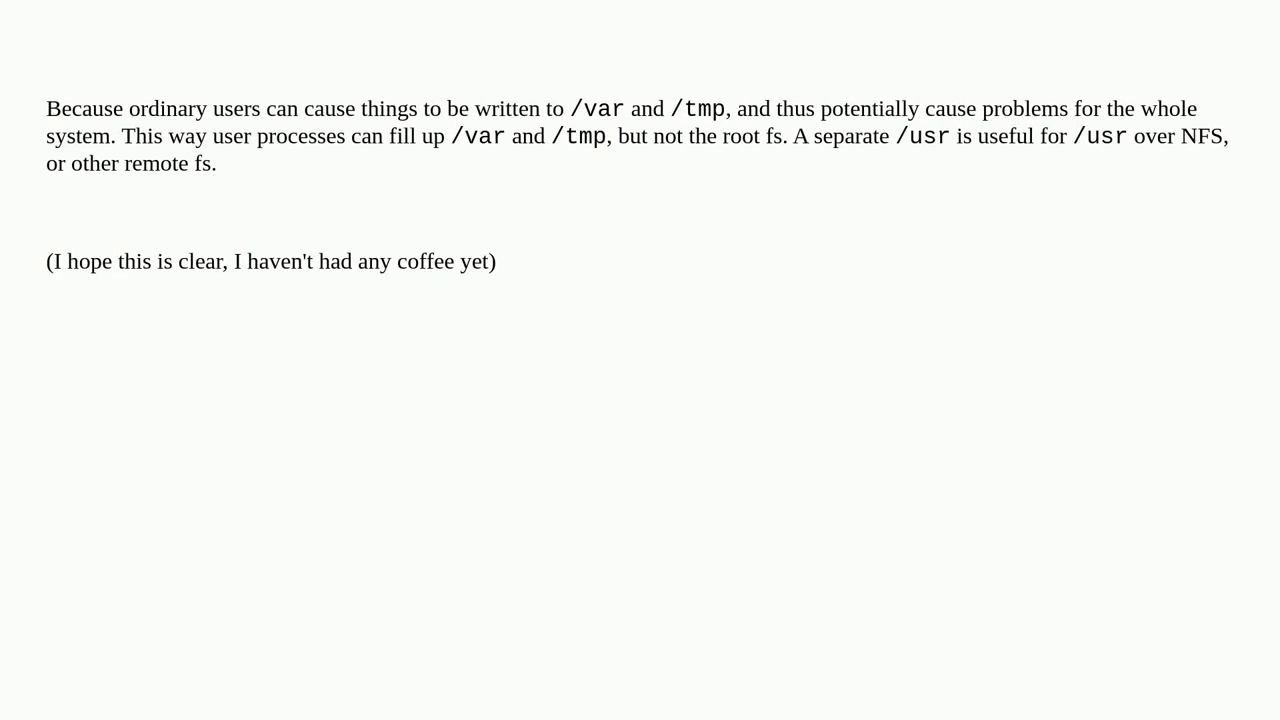 Because ordinary users can cause things to be written to /var and /tmp, and thus potentially cause problems for the whole
system. This way user processes can fill up /var and /tmp, but not the root fs. A separate /usr is useful for /usr over NFS,
or other remote fs.
(I hope this is clear, I haven't had any coffee yet)